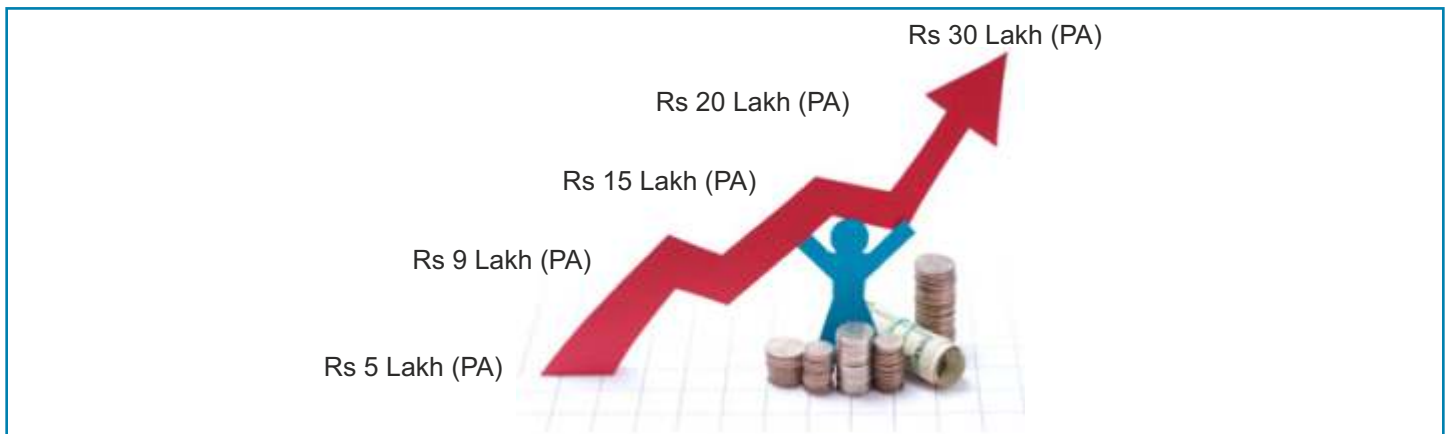 Rs 30 Lakh (PA)
Rs 20 Lakh (PA)
Rs 15 Lakh (PA)
Rs 9 Lakh (PA)
Rs 5 Lakh (PA)